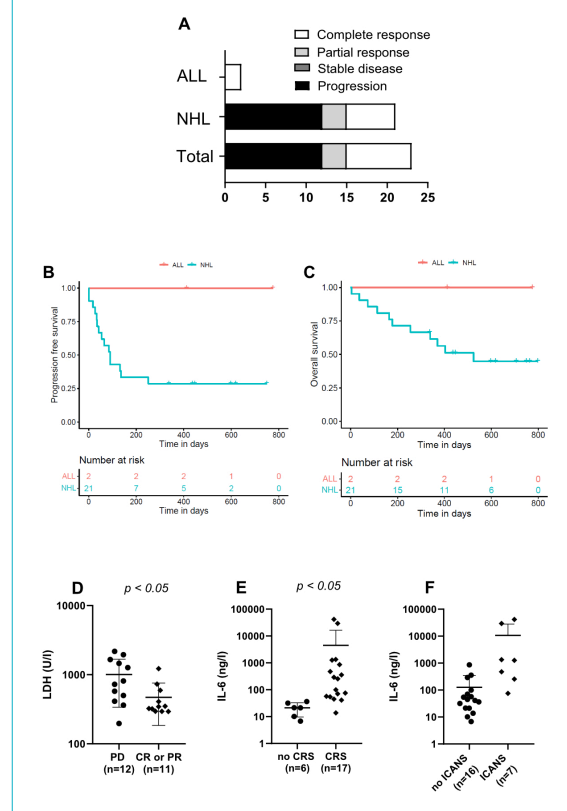 A
Complete response
Partial response
Stable disease
Progression
ALL
NHL
Total
0 5 10 15 20 25
B
ALL NHL
1.00
0.75
0.50
0.25
0.00
Progression free survival
0 200 400 600 800
Time in days
Number at risk
ALL 2 2 2 1 0
NHL 21 7 5 2 0
0 200 400 600 800
Time in days
C
ALL NHL
1.00
0.75
0.50
0.25
0.00
Overall survival
0 200 400 600 800
Time in days
Number at risk
ALL 2 2 2 1 0
NHL 21 15 11 6 0
0 200 400 600 800
Time in days
D
p < 0.05
10000
1000
100
LDH (U/l)
PD CR or PR
(n=12) (n=11)
E
p < 0.05
100000
10000
1000
100
10
1
IL-6 (ng/l)
no CRS CRS
(n=6) (n=17)
F
100000
10000
1000
100
10
1
IL-6 (ng/l)
no ICANS
(n=16)
ICANS
(n=7)